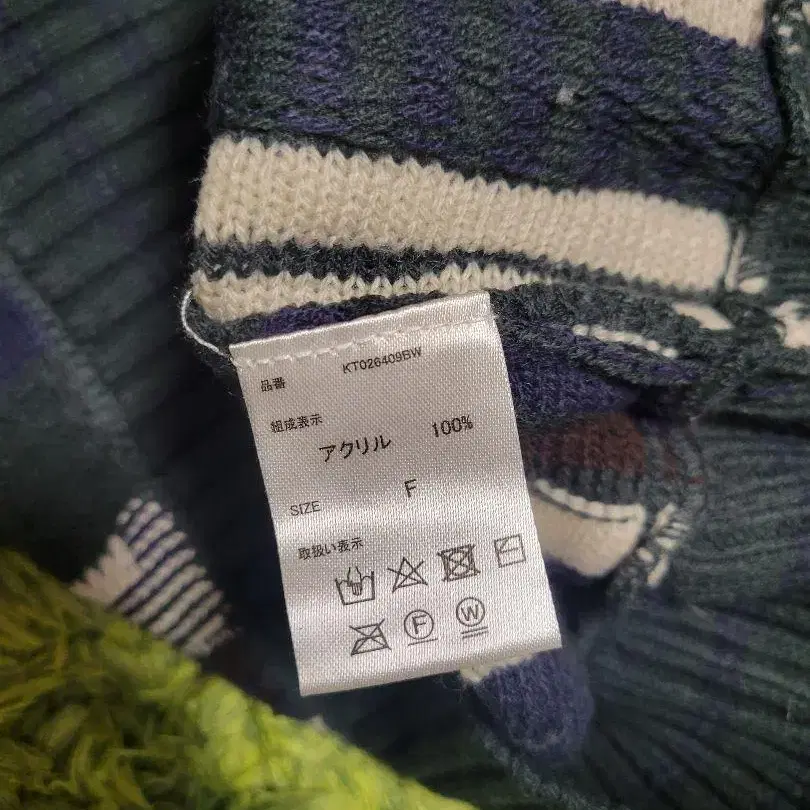 品番 KT026409BW
組成表示
アクリル 100%
SIZE F
取扱い表示
F W